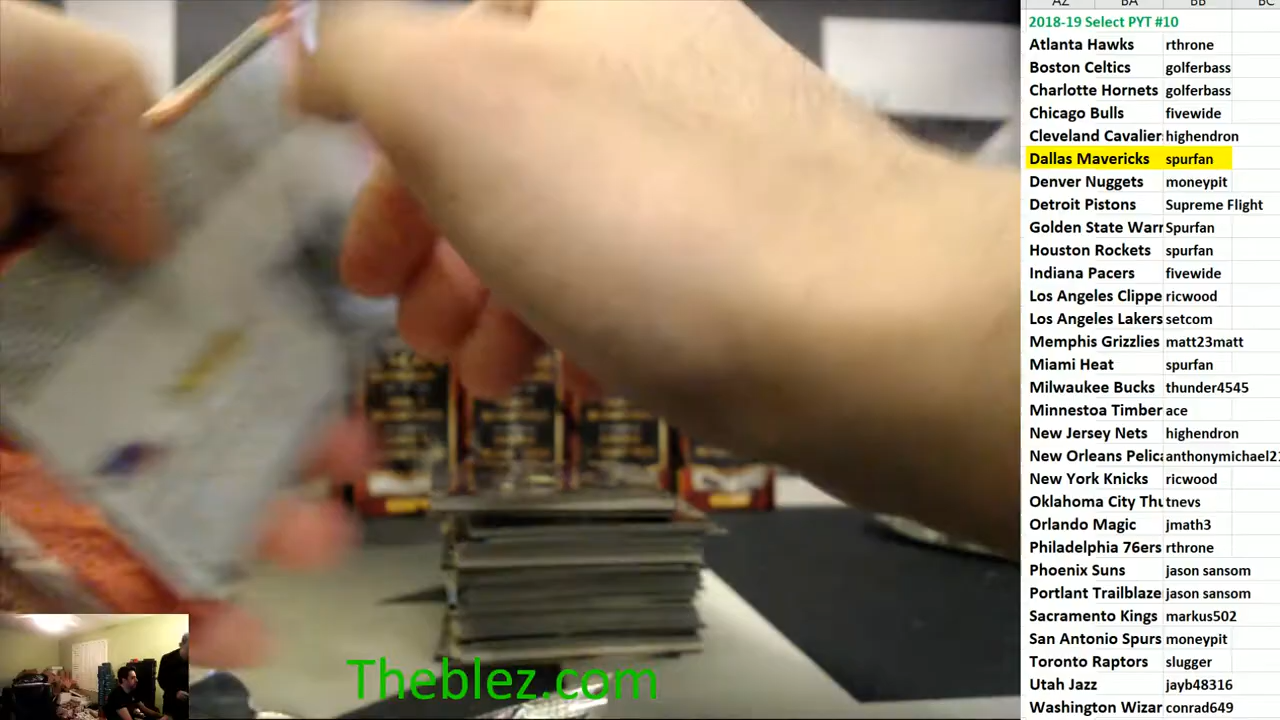 AZ BA BB BC
2018-19 Select PYT #10
Atlanta Hawks rthrone
Boston Celtics golferbass
Charlotte Hornets golferbass
Chicago Bulls fivewide
Cleveland Cavalier highendron
Dallas Mavericks spurfan
Denver Nuggets moneypit
Detroit Pistons Supreme Flight
Golden State Warr Spurfan
Houston Rockets spurfan
Indiana Pacers fivewide
Los Angeles Clippe ricwood
Los Angeles Lakers setcom
Memphis Grizzlies matt23matt
Miami Heat spurfan
Milwaukee Bucks thunder4545
Minnestoa Timber ace
New Jersey Nets highendron
New Orleans Pelica anthonymichael21
New York Knicks ricwood
Oklahoma City Thu tnevs
Orlando Magic jmath3
Philadelphia 76ers rthrone
Phoenix Suns jason sansom
Portlant Trailblaze jason sansom
Sacramento Kings markus502
San Antonio Spurs moneypit
Toronto Raptors slugger
Utah Jazz jayb48316
Washington Wizar conrad649
Theblez.com